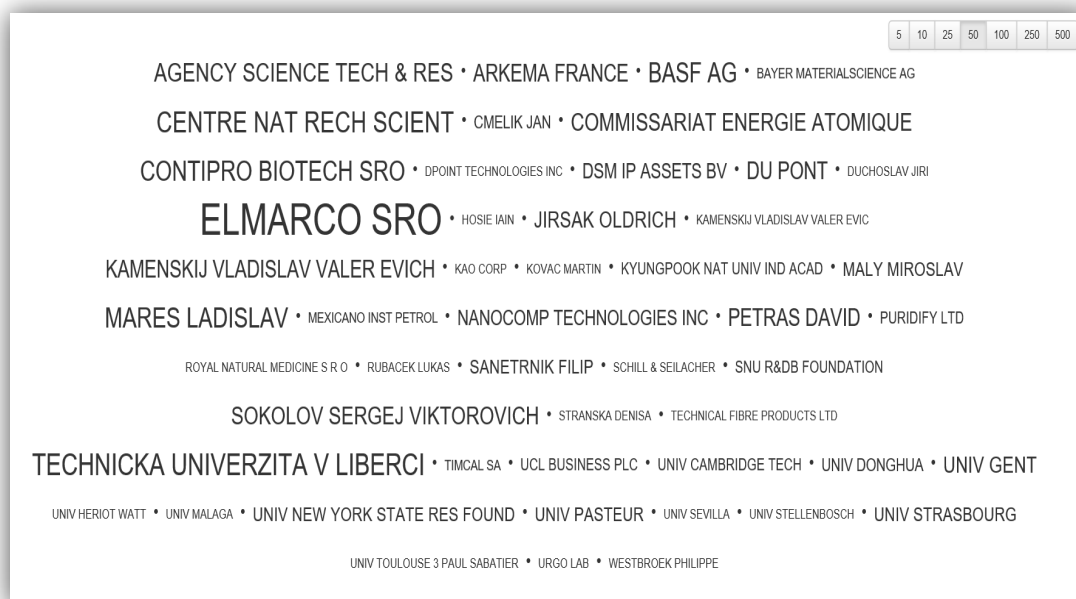 5 10 25 50 100 250 500
AGENCY SCIENCE TECH & RES • ARKEMA FRANCE • BASF AG • BAYER MATERIALSCIENCE AG
CENTRE NAT RECH SCIENT • CMELIK JAN • COMMISSARIAT ENERGIE ATOMIQUE
CONTIPRO BIOTECH SRO • DPOINT TECHNOLOGIES INC • DSM IP ASSETS BV • DU PONT • DUCHOSLAV JIRI
ELMARCO SRO • HOSIE IAIN • JIRSAK OLDRICH • KAMENSKIJ VLADISLAV VALER EVIC
KAMENSKIJ VLADISLAV VALER EVICH • KAO CORP • KOVAC MARTIN • KYUNGPOOK NAT UNIV IND ACAD • MALY MIROSLAV
MARES LADISLAV • MEXICANO INST PETROL • NANOCOMP TECHNOLOGIES INC • PETRAS DAVID • PURIDIFY LTD
ROYAL NATURAL MEDICINE S R O • RUBACEK LUKAS • SANETRNIK FILIP • SCHILL & SEILACHER • SNU R&DB FOUNDATION
SOKOLOV SERGEJ VIKTOROVICH • STRANSKA DENISA • TECHNICAL FIBRE PRODUCTS LTD
TECHNICKA UNIVERZITA V LIBERCI • TIMCAL SA • UCL BUSINESS PLC • UNIV CAMBRIDGE TECH • UNIV DONGHUA • UNIV GENT
UNIV HERIOT WATT • UNIV MALAGA • UNIV NEW YORK STATE RES FOUND • UNIV PASTEUR • UNIV SEVILLA • UNIV STELLENBOSCH • UNIV STRASBOURG
UNIV TOULOUSE 3 PAUL SABATIER • URGO LAB • WESTBROEK PHILIPPE